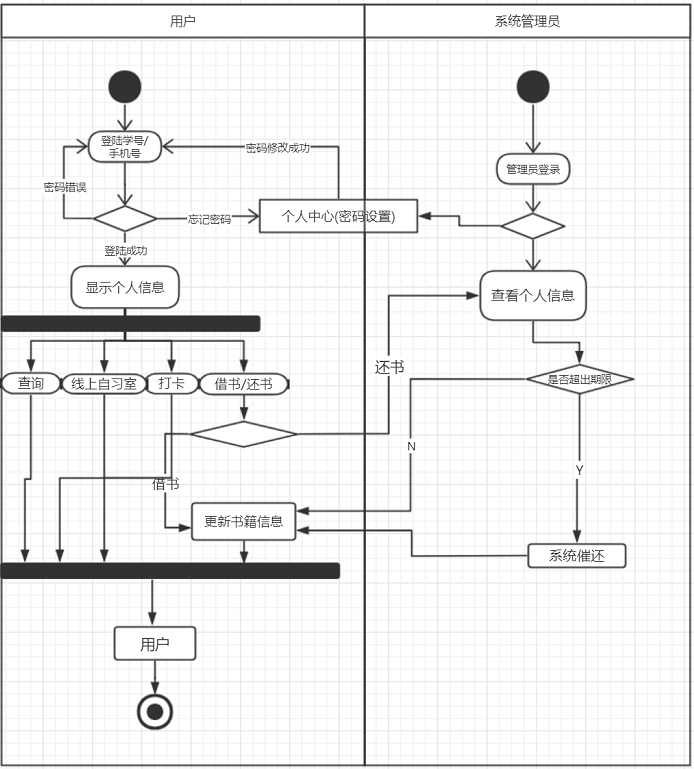 用户
系统管理员
登陆学号/
手机号
密码修改成功
管理员登录
密码错误
忘记密码
个人中心(密码设置)
登陆成功
显示个人信息
查看个人信息
还书
查询
线上自习室
打卡
借书/还书
是否超出期限
N
Y
借书
更新书籍信息
系统催还
用户